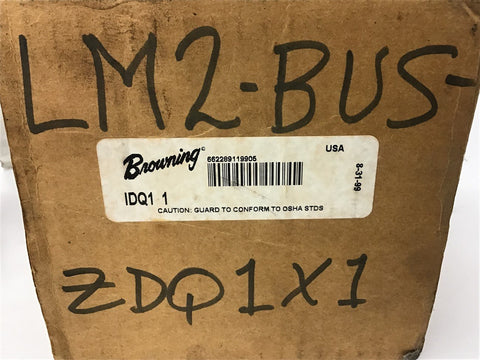 LM2-BUS-
Browning
662289119905
USA
IDQ1 1
8-31-99
CAUTION: GUARD TO CONFORM TO OSHA STDS
ZDQ1X1